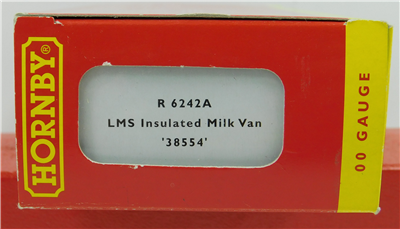 HORNBY®
R 6242A
LMS Insulated Milk Van
'38554'
00 GAUGE